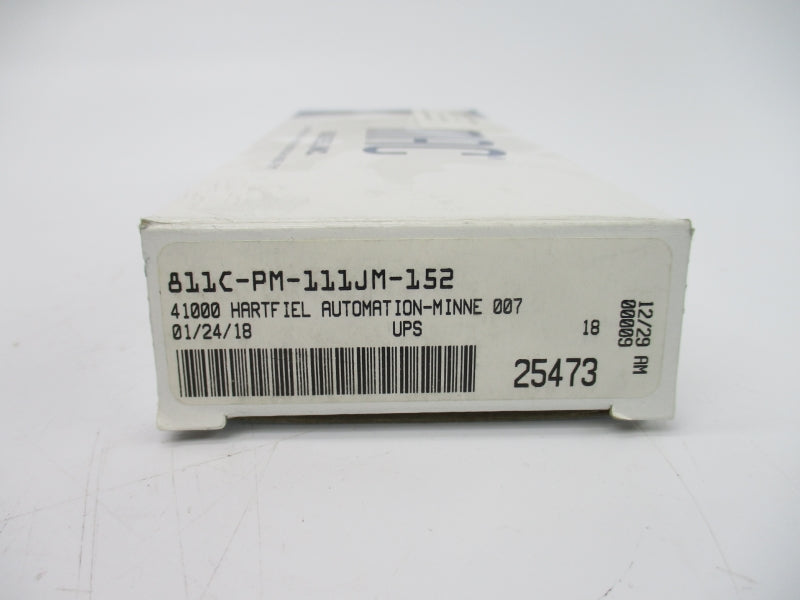 811C-PM-111JM-152
41000 HARTFIEL AUTOMATION-MINNE 007
01/24/18 UPS 18
25473
12/29 AM
00009